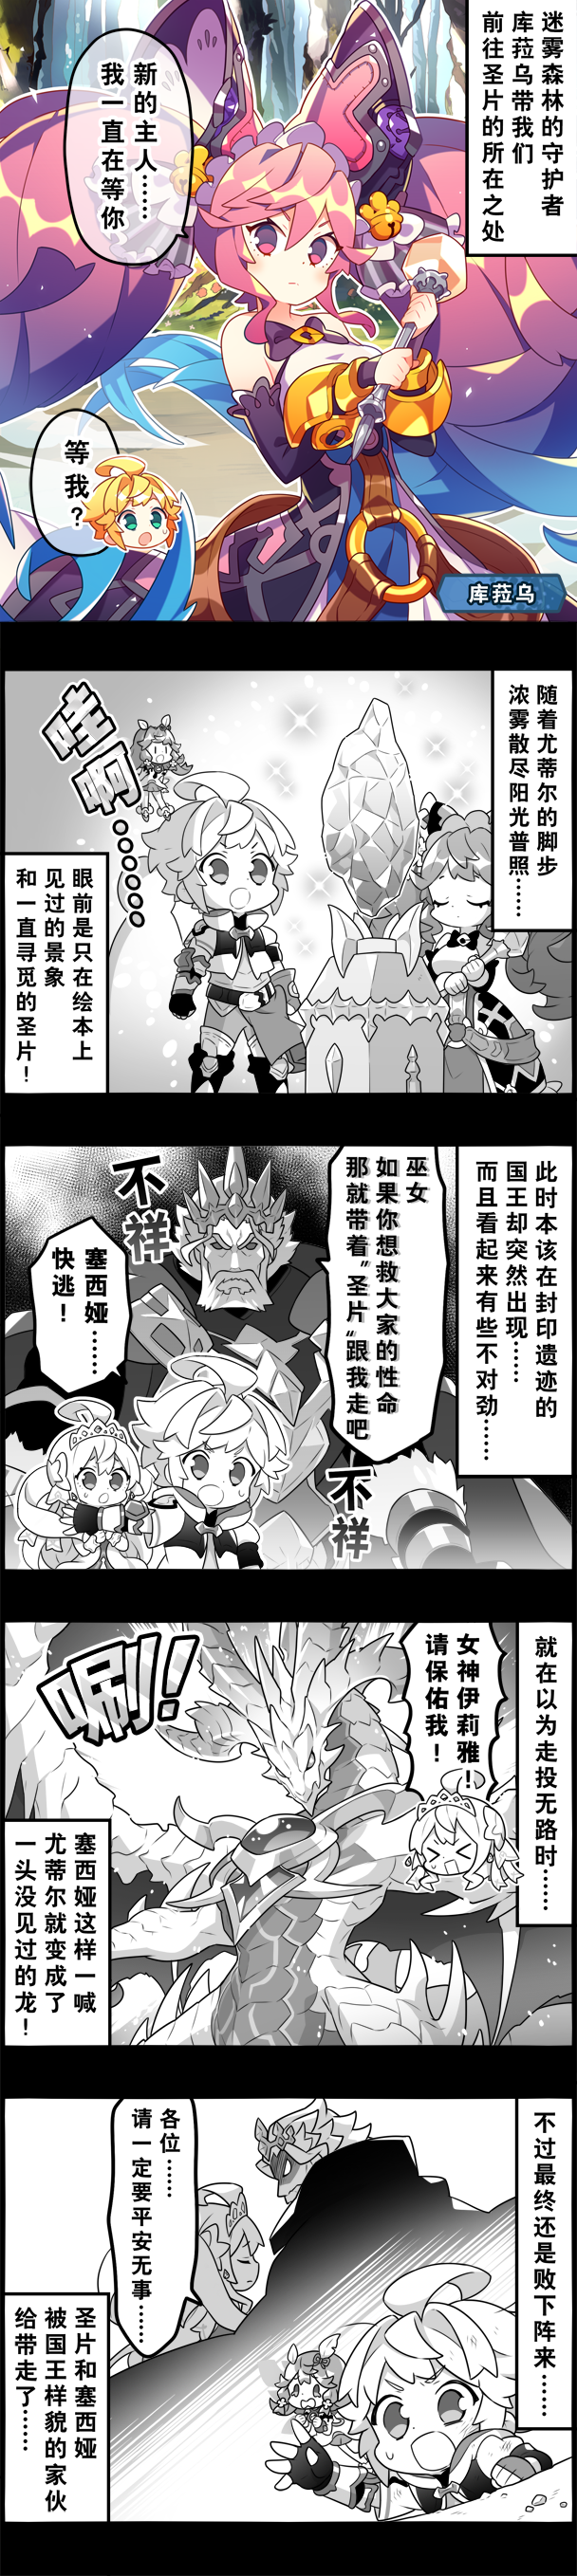 迷雾森林的守护者
库菈乌带我们
前往圣片的所在之处
新的主人……
我一直在等你
等我?
库菈乌
随着尤蒂尔的脚步
浓雾散尽阳光普照……
哇啊……
眼前是只在绘本上
见过的景象
和一直寻觅的圣片!
此时本该在封印遗迹的
国王却突然出现……
而且看起来有些不对劲……
巫女
如果你想救大家的性命
那就带着"圣片"跟我走吧
不祥
塞西娅……
快逃!
不祥
就在以为走投无路时……
女神伊莉雅!
请保佑我!
唰!!
塞西娅这样一喊
尤蒂尔就变成了
一头没见过的龙!
不过最终还是败下阵来……
各位……
请一定要平安无事……
圣片和塞西娅
被国王样貌的家伙
给带走了……